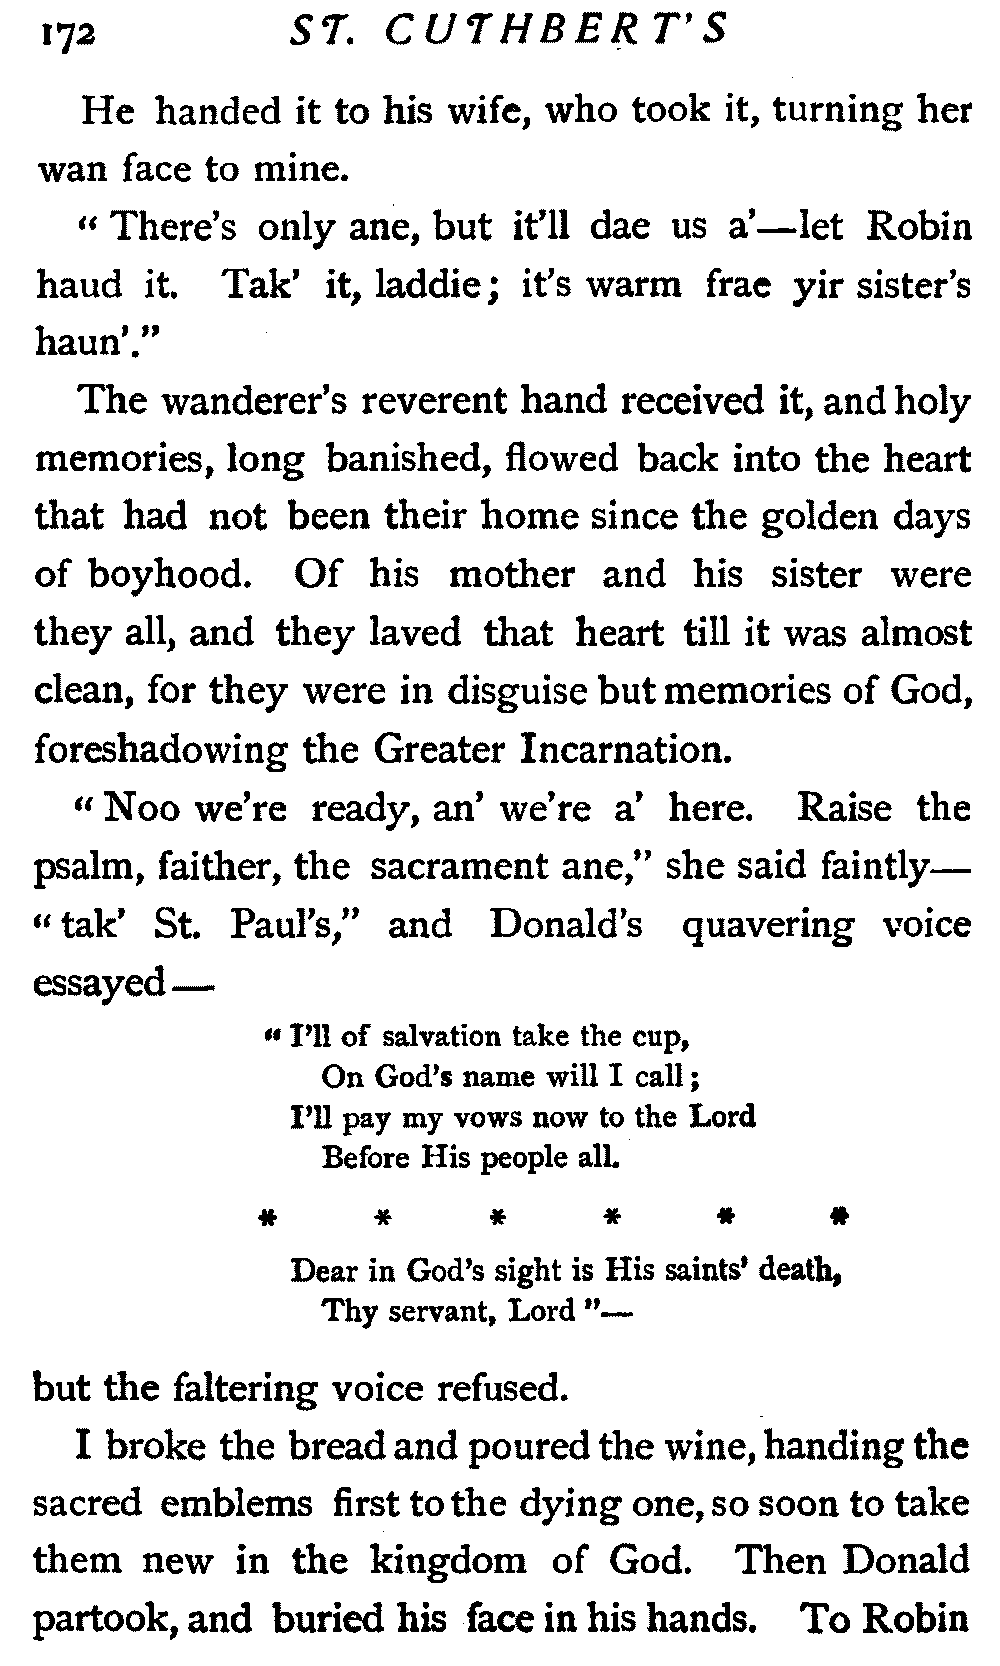 172 ST. CUTHBERT'S
He handed it to his wife, who took it, turning her
wan face to mine.
"There's only ane, but it'll dae us a'—let Robin
haud it. Tak' it, laddie; it's warm frae yir sister's
haun'."
The wanderer's reverent hand received it, and holy
memories, long banished, flowed back into the heart
that had not been their home since the golden days
of boyhood. Of his mother and his sister were
they all, and they laved that heart till it was almost
clean, for they were in disguise but memories of God,
foreshadowing the Greater Incarnation.
"Noo we're ready, an' we're a' here. Raise the
psalm, faither, the sacrament ane," she said faintly—
"tak' St. Paul's," and Donald's quavering voice
essayed—
"I'll of salvation take the cup,
On God's name will I call;
I'll pay my vows now to the Lord
Before His people all.
* * * * * *
Dear in God's sight is His saints' death,
Thy servant, Lord"—
but the faltering voice refused.
I broke the bread and poured the wine, handing the
sacred emblems first to the dying one, so soon to take
them new in the kingdom of God. Then Donald
partook, and buried his face in his hands. To Robin